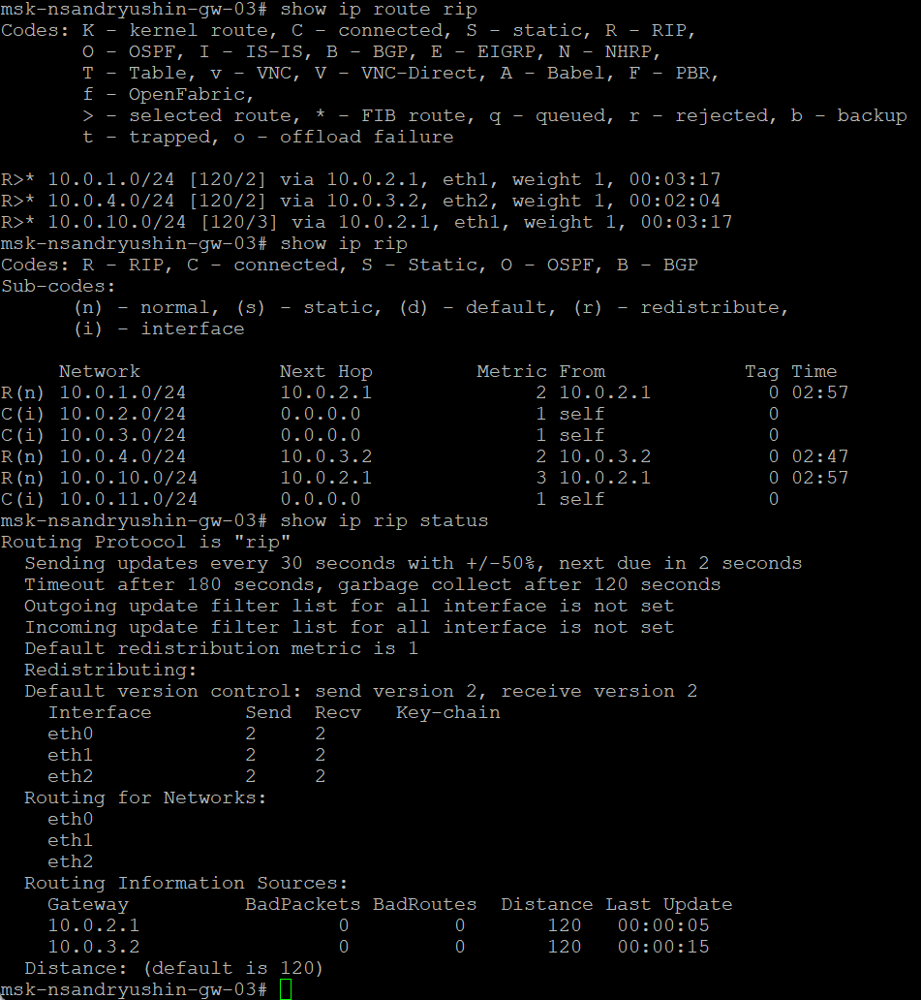 msk-nsandryushin-gw-03# show ip route rip
Codes: K - kernel route, C - connected, S - static, R - RIP,
       O - OSPF, I - IS-IS, B - BGP, E - EIGRP, N - NHRP,
       T - Table, v - VNC, V - VNC-Direct, A - Babel, F - PBR,
       f - OpenFabric,
       > - selected route, * - FIB route, q - queued, r - rejected, b - backup
       t - trapped, o - offload failure

R>* 10.0.1.0/24 [120/2] via 10.0.2.1, eth1, weight 1, 00:03:17
R>* 10.0.4.0/24 [120/2] via 10.0.3.2, eth2, weight 1, 00:02:04
R>* 10.0.10.0/24 [120/3] via 10.0.2.1, eth1, weight 1, 00:03:17
msk-nsandryushin-gw-03# show ip rip
Codes: R - RIP, C - connected, S - Static, O - OSPF, B - BGP
Sub-codes:
      (n) - normal, (s) - static, (d) - default, (r) - redistribute,
      (i) - interface

     Network            Next Hop         Metric From            Tag Time
R(n) 10.0.1.0/24        10.0.2.1              2 10.0.2.1          0 02:57
C(i) 10.0.2.0/24        0.0.0.0               1 self              0
C(i) 10.0.3.0/24        0.0.0.0               1 self              0
R(n) 10.0.4.0/24        10.0.3.2              2 10.0.3.2          0 02:47
R(n) 10.0.10.0/24       10.0.2.1              3 10.0.2.1          0 02:57
C(i) 10.0.11.0/24       0.0.0.0               1 self              0
msk-nsandryushin-gw-03# show ip rip status
Routing Protocol is "rip"
  Sending updates every 30 seconds with +/-50%, next due in 2 seconds
  Timeout after 180 seconds, garbage collect after 120 seconds
  Outgoing update filter list for all interface is not set
  Incoming update filter list for all interface is not set
  Default redistribution metric is 1
  Redistributing:
  Default version control: send version 2, receive version 2
    Interface        Send  Recv   Key-chain
    eth0             2     2
    eth1             2     2
    eth2             2     2
  Routing for Networks:
    eth0
    eth1
    eth2
  Routing Information Sources:
    Gateway          BadPackets BadRoutes  Distance Last Update
    10.0.2.1                 0         0       120   00:00:05
    10.0.3.2                 0         0       120   00:00:15
  Distance: (default is 120)
msk-nsandryushin-gw-03#